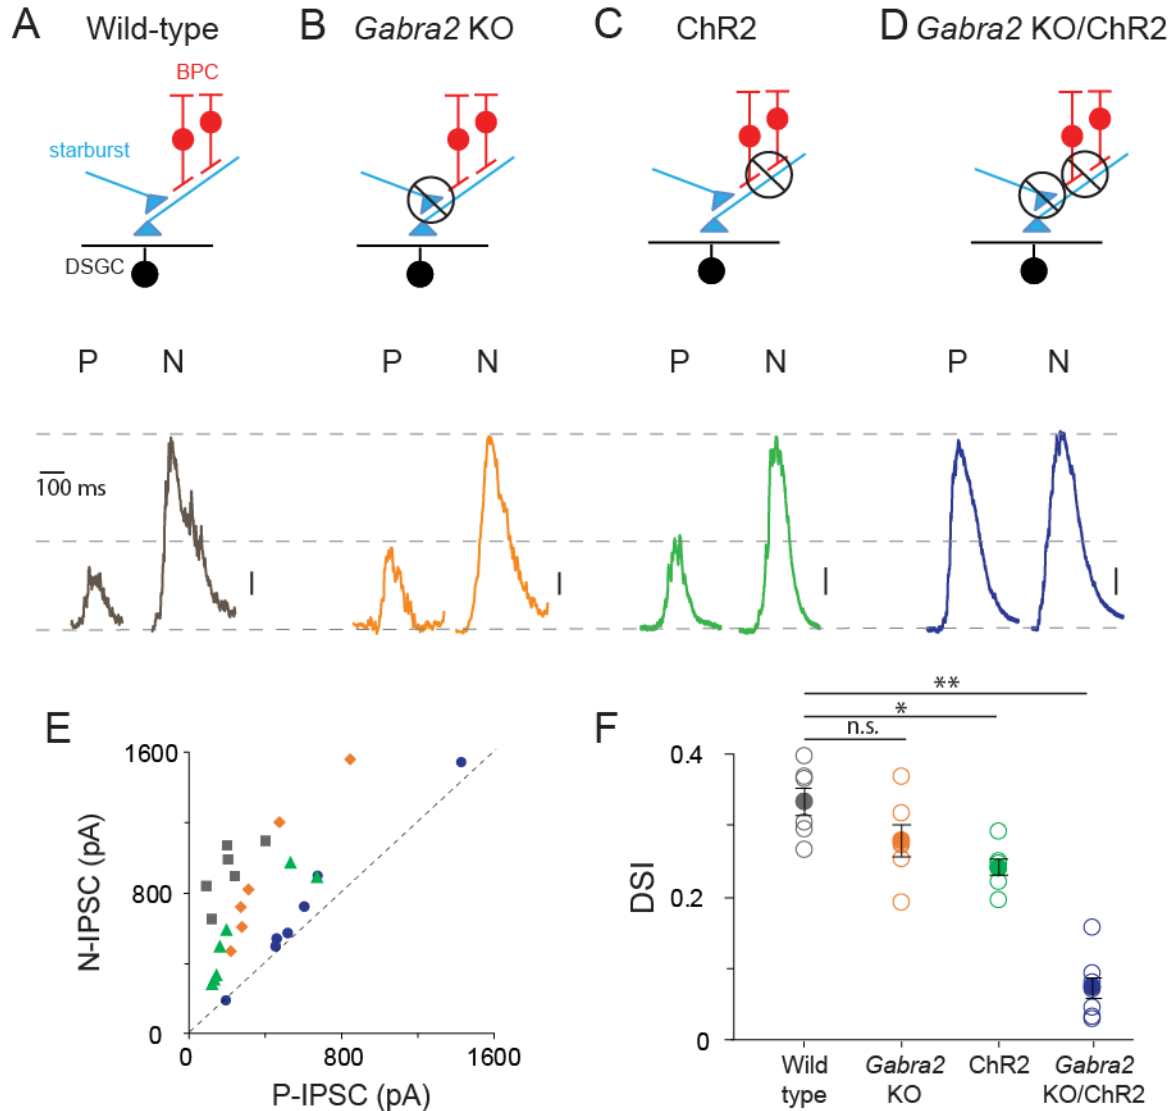 A Wild-type B Gabra2 KO C ChR2 D Gabra2 KO/ChR2
BPC
starburst
DSGC
P N P N P N P N
100 ms
E
1600
800
0
0 800 1600
N-IPSC (pA)
P-IPSC (pA)
F
**
*
n.s.
0.4
0.2
0
DSI
Wild Gabra2 ChR2 Gabra2
type KO KO/ChR2